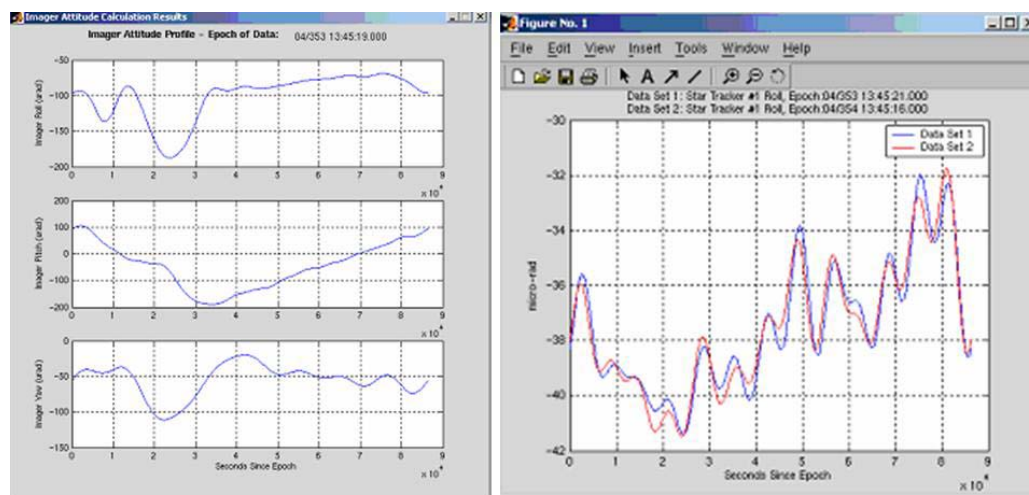 Imager Attitude Calculation Results
Imager Attitude Profile - Epoch of Data: 04/353 13:45:19.000
-50
-100
-150
-200
Imager Roll (urad)
0 1 2 3 4 5 6 7 8 9
x 10^4
200
100
0
-100
-200
Imager Pitch (urad)
0 1 2 3 4 5 6 7 8 9
x 10^4
0
-50
-100
-150
Imager Yaw (urad)
0 1 2 3 4 5 6 7 8 9
Seconds Since Epoch
x 10^4
Figure No. 1
File Edit View Insert Tools Window Help
A
Data Set 1: Star Tracker #1 Roll, Epoch:04/353 13:45:21.000
Data Set 2: Star Tracker #1 Roll, Epoch:04/354 13:45:16.000
-30
-32
-34
-36
-38
-40
-42
micro-rad
Data Set 1
Data Set 2
0 1 2 3 4 5 6 7 8 9
Seconds Since Epoch
x 10^4